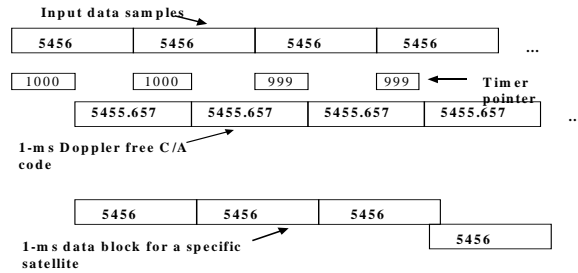 Input data samples
5456 5456 5456 5456 ...
1000 1000 999 999 Timer
pointer
5455.657 5455.657 5455.657 5455.657 ..
1-ms Doppler free C/A
code
5456 5456 5456
5456
1-ms data block for a specific
satellite